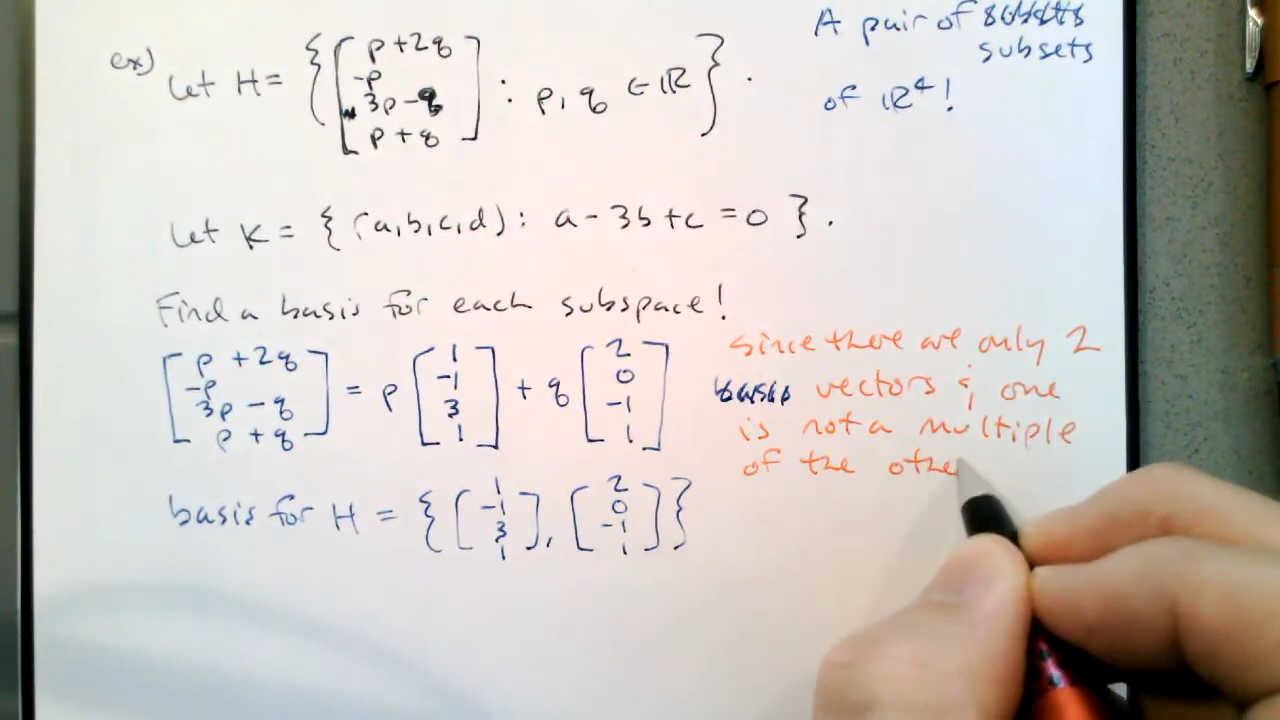 ex) Let H = { [ p + 2q
-p
3p - q
p + q ] : p, q ∈ ℝ } .
A pair of
subsets
of ℝ⁴!
Let K = { (a,b,c,d) : a - 3b + c = 0 } .
Find a basis for each subspace!
[ p + 2q
-p
3p - q
p + q ] = p [ 1
-1
3
1 ] + q [ 2
0
-1
1 ]
basis for H = { [ 1
-1
3
1 ] , [ 2
0
-1
1 ] }
since there are only 2
vectors & one
is not a multiple
of the othe